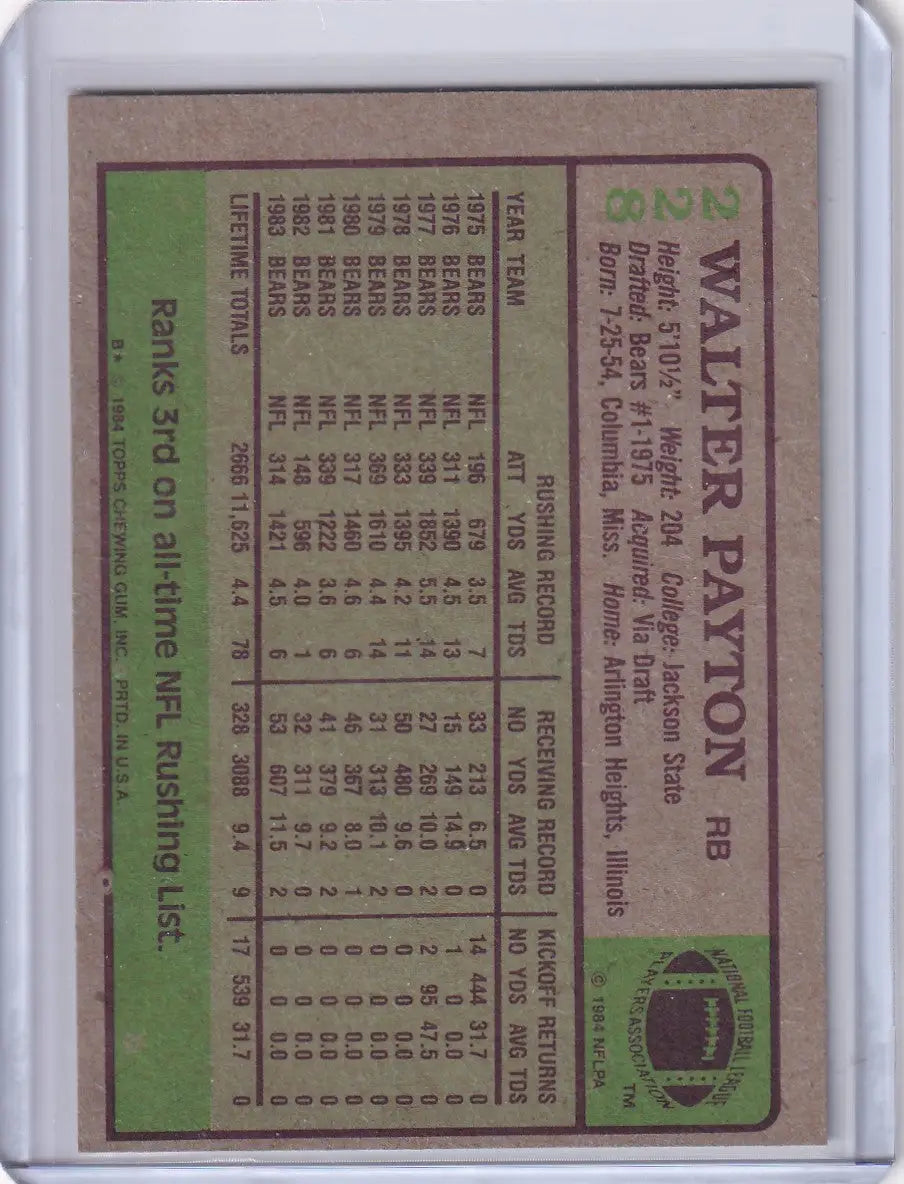 228
WALTER PAYTON RB
Height: 5'10½" Weight: 204 College: Jackson State
Drafted: Bears #1-1975 Acquired: Via Draft
Born: 7-25-54, Columbia, Miss. Home: Arlington Heights, Illinois
NATIONAL FOOTBALL LEAGUE
PLAYERS ASSOCIATION
TM
© 1984 NFLPA
RUSHING RECORD RECEIVING RECORD KICKOFF RETURNS
YEAR TEAM ATT YDS AVG TDS NO YDS AVG TDS NO YDS AVG TDS
1975 BEARS NFL 196 679 3.5 7 33 213 6.5 0 14 444 31.7 0
1976 BEARS NFL 311 1390 4.5 13 15 149 14.9 0 1 0 0.0 0
1977 BEARS NFL 339 1852 5.5 14 27 269 10.0 2 2 95 47.5 0
1978 BEARS NFL 333 1395 4.2 11 50 480 9.6 0 0 0 0.0 0
1979 BEARS NFL 369 1610 4.4 14 31 313 10.1 2 0 0 0.0 0
1980 BEARS NFL 317 1460 4.6 6 46 367 8.0 1 0 0 0.0 0
1981 BEARS NFL 339 1222 3.6 6 41 379 9.2 2 0 0 0.0 0
1982 BEARS NFL 148 596 4.0 1 32 311 9.7 0 0 0 0.0 0
1983 BEARS NFL 314 1421 4.5 6 53 607 11.5 2 0 0 0.0 0
LIFETIME TOTALS 2666 11,625 4.4 78 328 3088 9.4 9 17 539 31.7 0
Ranks 3rd on all-time NFL Rushing List.
B* © 1984 TOPPS CHEWING GUM, INC. PRTD. IN U.S.A.